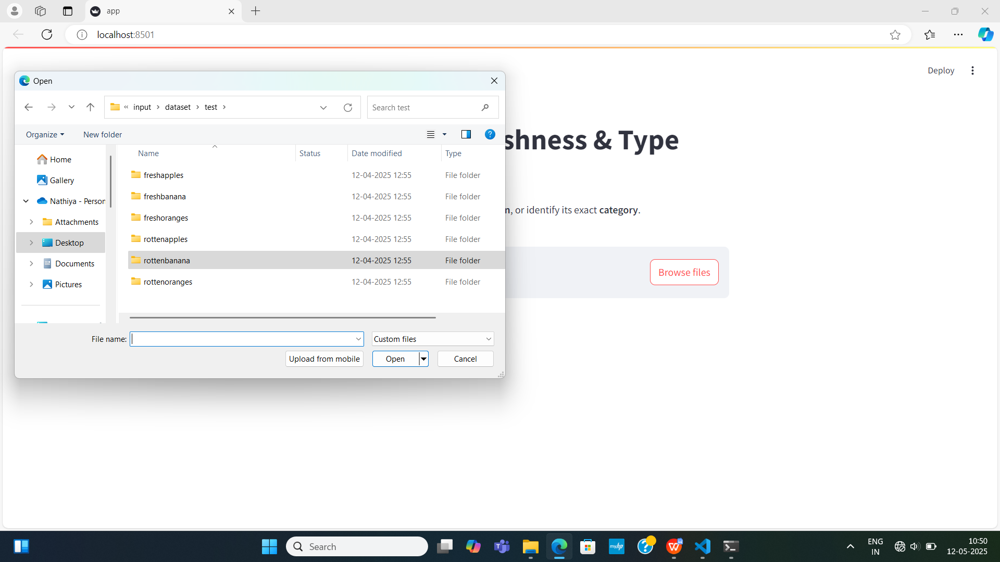 app
localhost:8501
Deploy
Open
« input > dataset > test >
Search test
Organize
New folder
Name
Status
Date modified
Type
Home
Gallery
Nathiya - Person
Attachments
Desktop
Documents
Pictures
freshapples 12-04-2025 12:55 File folder
freshbanana 12-04-2025 12:55 File folder
freshoranges 12-04-2025 12:55 File folder
rottenapples 12-04-2025 12:55 File folder
rottenbanana 12-04-2025 12:55 File folder
rottenoranges 12-04-2025 12:55 File folder
File name:
Custom files
Upload from mobile
Open
Cancel
shness & Type
n, or identify its exact category.
Browse files
Search
myhp
ENG
IN
10:50
12-05-2025